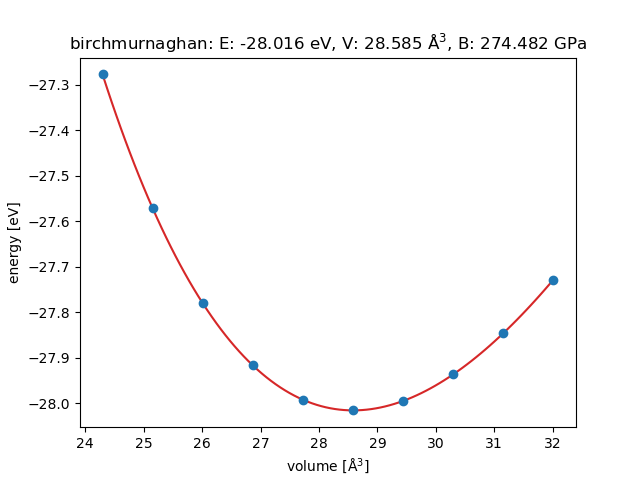 birchmurnaghan: E: -28.016 eV, V: 28.585 Å³, B: 274.482 GPa
−27.3
−27.4
−27.5
−27.6
−27.7
−27.8
−27.9
−28.0
energy [eV]
24 25 26 27 28 29 30 31 32
volume [Å³]